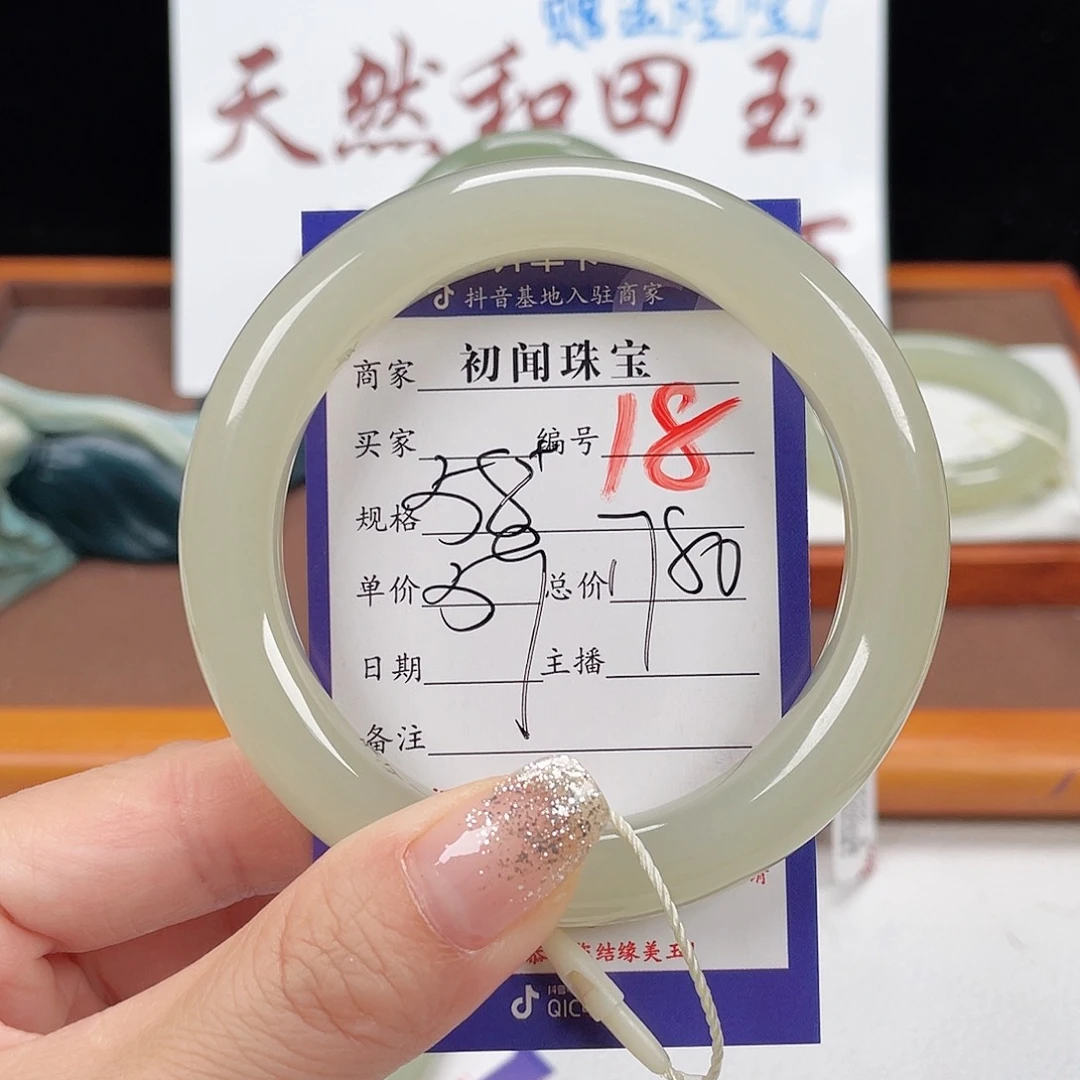 天然和田玉
抖音基地入驻商家
商家 初闻珠宝
买家 编号 18
规格 58
单价 总价 1780
日期 主播
备注
结缘美玉
QIC